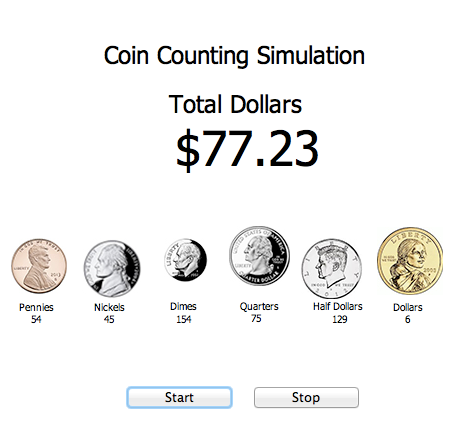 Coin Counting Simulation
Total Dollars
$77.23
Pennies Nickels Dimes Quarters Half Dollars Dollars
54 45 154 75 129 6
Start Stop